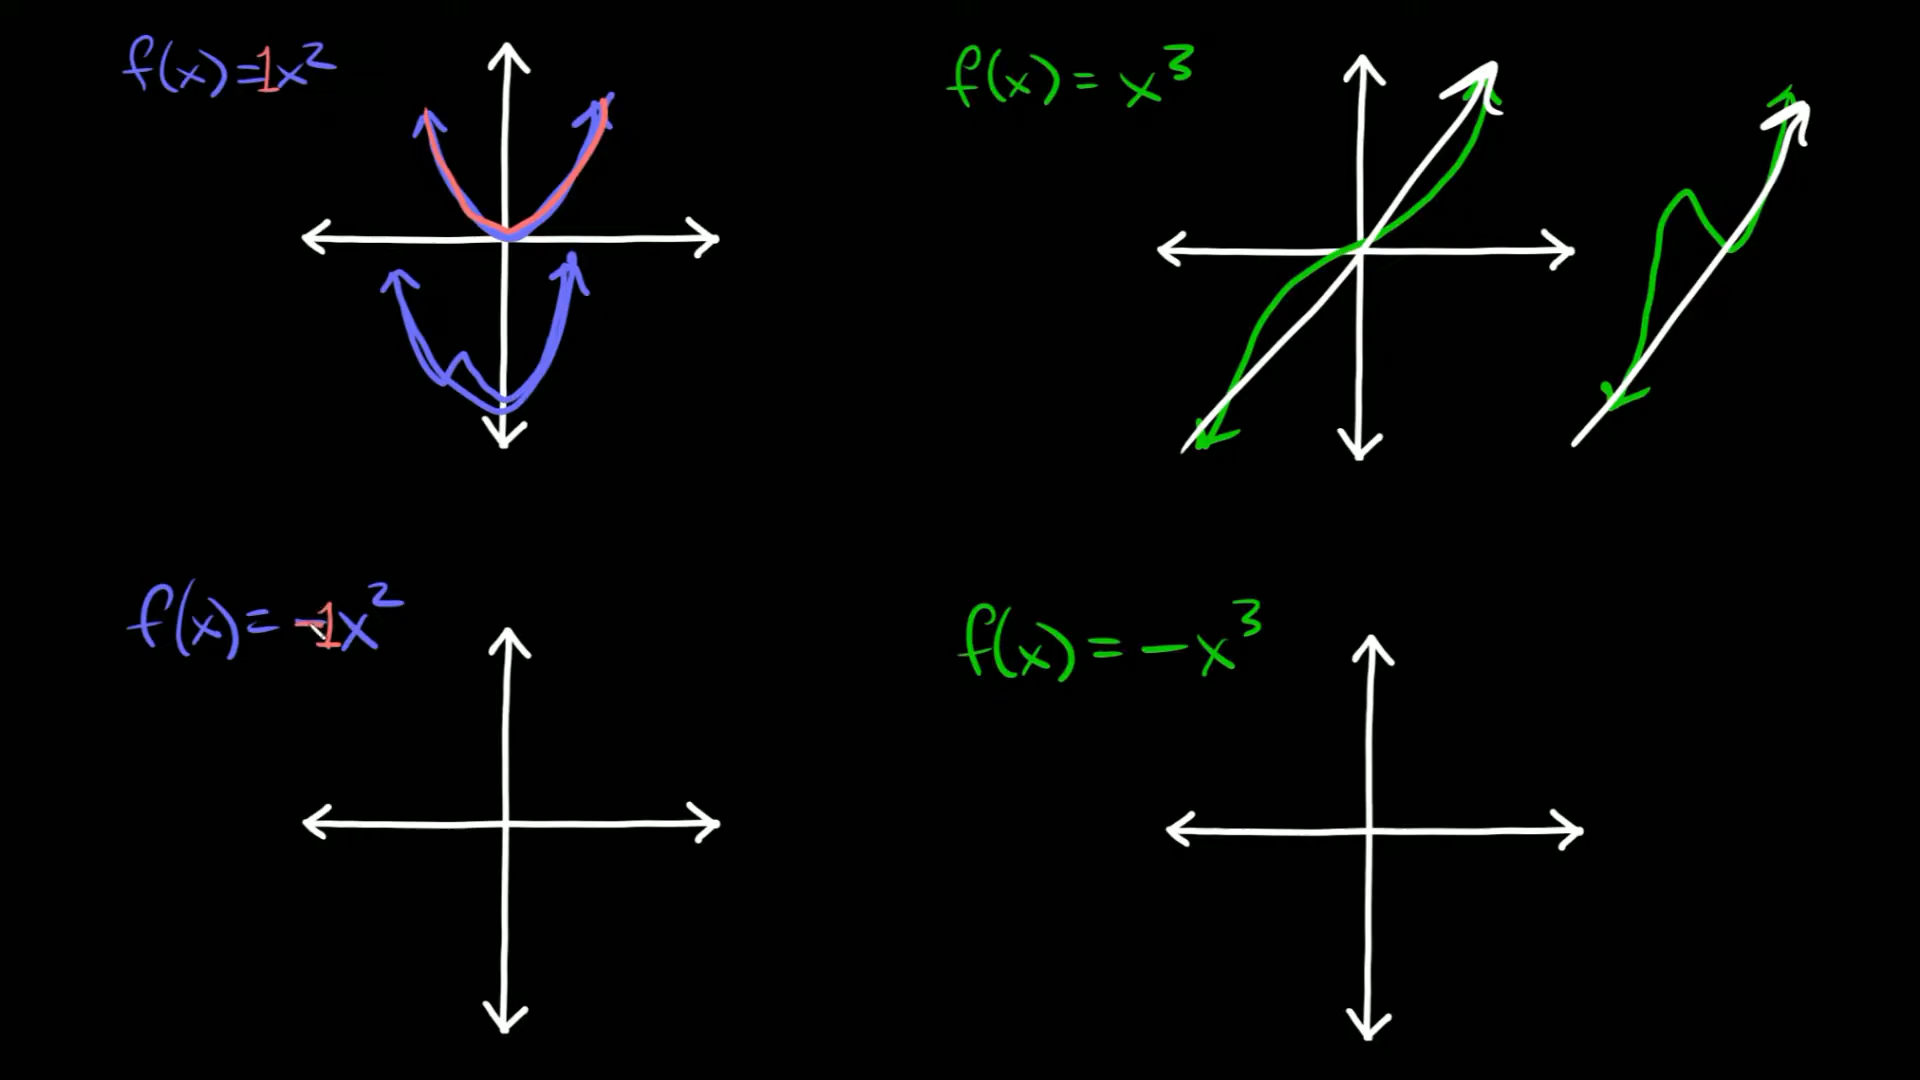 f(x)=1x²
f(x)= x³
f(x)= -1x²
f(x)= -x³